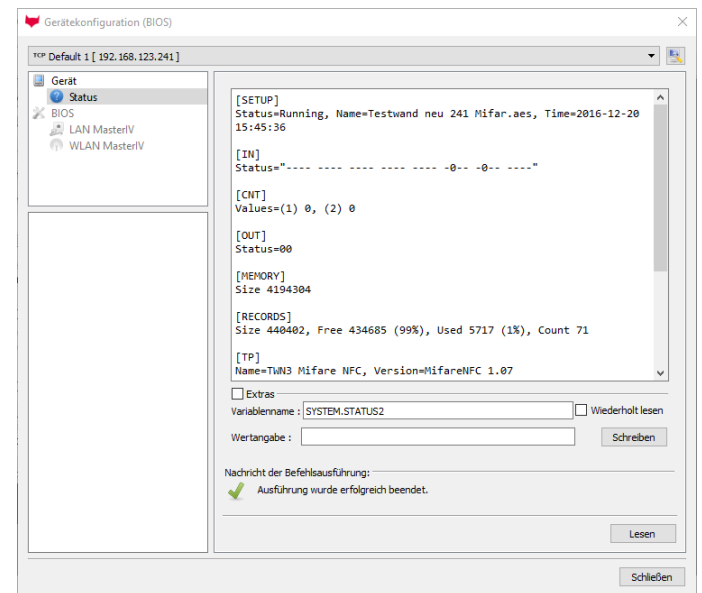 Gerätekonfiguration (BIOS)
TCP Default 1 [ 192.168.123.241 ]
Gerät
Status
BIOS
LAN MasterIV
WLAN MasterIV
[SETUP]
Status=Running, Name=Testwand neu 241 Mifar.aes, Time=2016-12-20
15:45:36
[IN]
Status="---- ---- ---- ---- ---- -0-- -0-- ----"
[CNT]
Values=(1) 0, (2) 0
[OUT]
Status=00
[MEMORY]
Size 4194304
[RECORDS]
Size 440402, Free 434685 (99%), Used 5717 (1%), Count 71
[TP]
Name=TWN3 Mifare NFC, Version=MifareNFC 1.07
Extras
Variablenname : SYSTEM.STATUS2 Wiederholt lesen
Wertangabe : Schreiben
Nachricht der Befehlsausführung:
Ausführung wurde erfolgreich beendet.
Lesen
Schließen